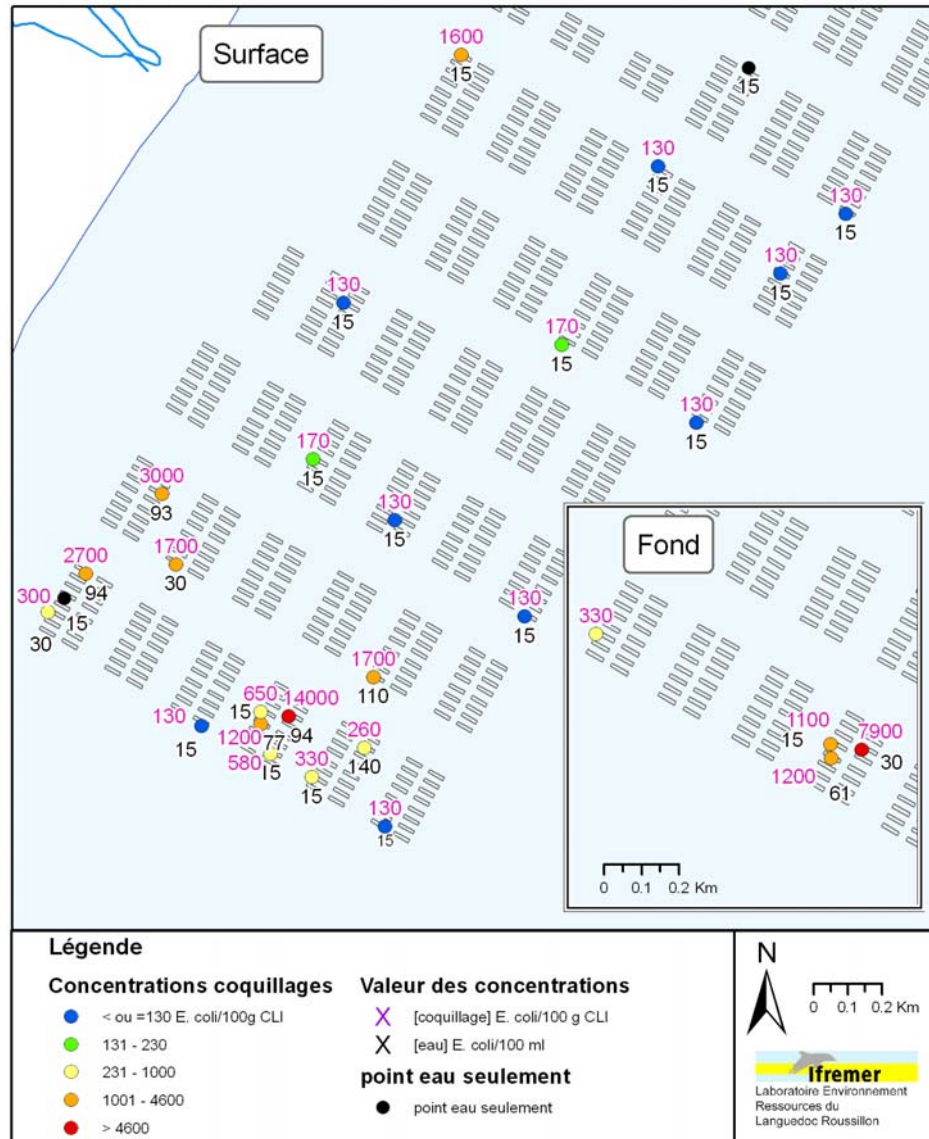 Surface
1600
15
15
130
15
130
15
130
15
130
15
170
15
130
15
170
15
3000
93
130
15
1700
30
2700
94
300
15
30
130
15
1700
110
650
14000
15
130
1200
77
94
260
15
580
15
330
140
15
130
15
Fond
330
1100
7900
15
30
1200
61
0 0.1 0.2 Km
Légende
Concentrations coquillages
< ou =130 E. coli/100g CLI
131 - 230
231 - 1000
1001 - 4600
> 4600
Valeur des concentrations
X [coquillage] E. coli/100 g CLI
X [eau] E. coli/100 ml
point eau seulement
point eau seulement
N
0 0.1 0.2 Km
Ifremer
Laboratoire Environnement
Ressources du
Languedoc Roussillon